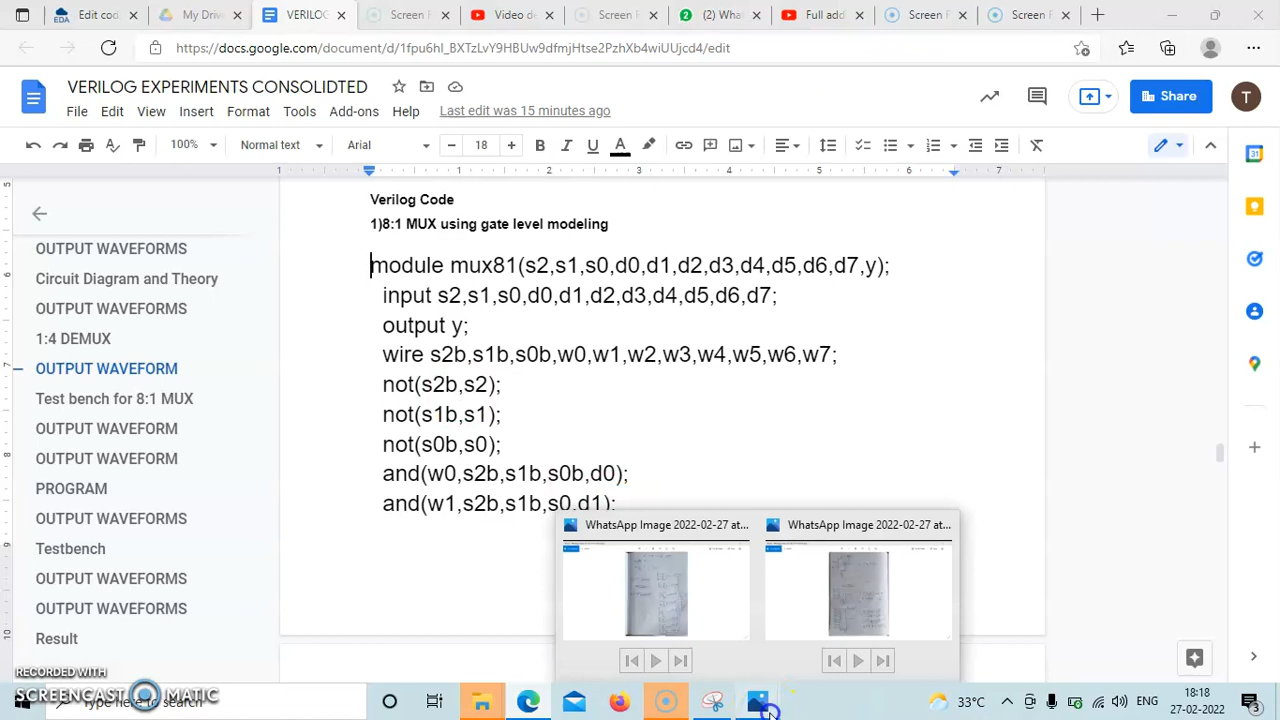 EDA Edit cod
My Drive
VERILOG
Screen
Video de
Screen F
(2) Wha
Full add
Screen F
Screen F
https://docs.google.com/document/d/1fpu6hl_BXTzLvY9HBUw9dfmjHtse2PzhXb4wiUUjcd4/edit
VERILOG EXPERIMENTS CONSOLIDTED
File Edit View Insert Format Tools Add-ons Help Last edit was 15 minutes ago
Share
T
100% Normal text Arial 18
OUTPUT WAVEFORMS
Circuit Diagram and Theory
OUTPUT WAVEFORMS
1:4 DEMUX
OUTPUT WAVEFORM
Test bench for 8:1 MUX
OUTPUT WAVEFORM
OUTPUT WAVEFORM
PROGRAM
OUTPUT WAVEFORMS
Testbench
OUTPUT WAVEFORMS
OUTPUT WAVEFORMS
Result
Verilog Code
1)8:1 MUX using gate level modeling
module mux81(s2,s1,s0,d0,d1,d2,d3,d4,d5,d6,d7,y);
input s2,s1,s0,d0,d1,d2,d3,d4,d5,d6,d7;
output y;
wire s2b,s1b,s0b,w0,w1,w2,w3,w4,w5,w6,w7;
not(s2b,s2);
not(s1b,s1);
not(s0b,s0);
and(w0,s2b,s1b,s0b,d0);
and(w1,s2b,s1b,s0,d1);
WhatsApp Image 2022-02-27 at...
WhatsApp Image 2022-02-27 at...
RECORDED WITH
SCREENCAST MATIC
Type here to search
33°C
ENG
18:18
27-02-2022
3